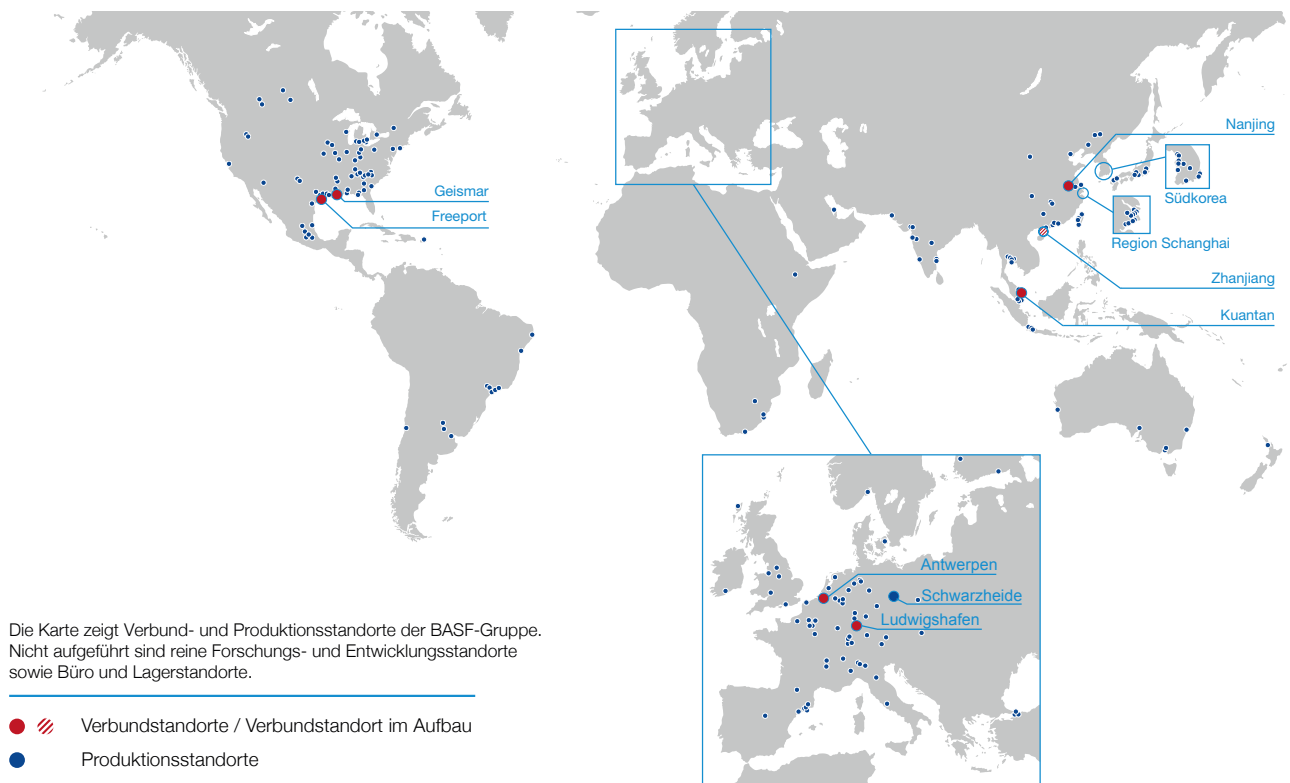 Nanjing
Geismar
Freeport
Südkorea
Region Schanghai
Zhanjiang
Kuantan
Antwerpen
Schwarzheide
Ludwigshafen
Die Karte zeigt Verbund- und Produktionsstandorte der BASF-Gruppe.
Nicht aufgeführt sind reine Forschungs- und Entwicklungsstandorte
sowie Büro und Lagerstandorte.
Verbundstandorte / Verbundstandort im Aufbau
Produktionsstandorte